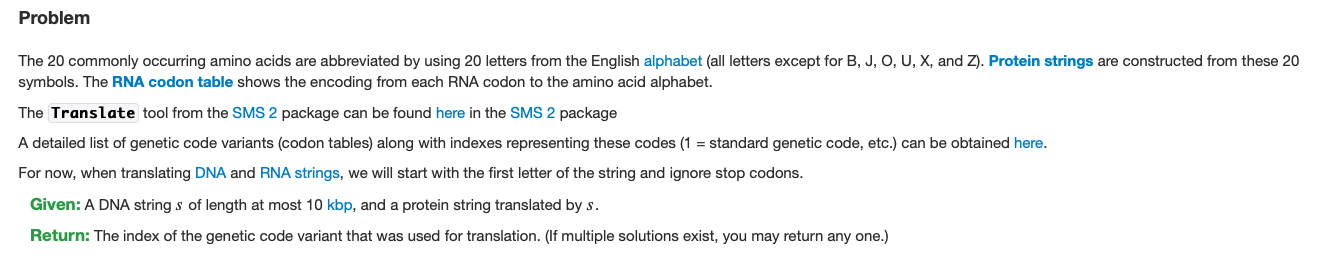 Problem
The 20 commonly occurring amino acids are abbreviated by using 20 letters from the English alphabet (all letters except for B, J, O, U, X, and Z). Protein strings are constructed from these 20
symbols. The RNA codon table shows the encoding from each RNA codon to the amino acid alphabet.
The Translate tool from the SMS 2 package can be found here in the SMS 2 package
A detailed list of genetic code variants (codon tables) along with indexes representing these codes (1 = standard genetic code, etc.) can be obtained here.
For now, when translating DNA and RNA strings, we will start with the first letter of the string and ignore stop codons.
Given: A DNA string s of length at most 10 kbp, and a protein string translated by s.
Return: The index of the genetic code variant that was used for translation. (If multiple solutions exist, you may return any one.)